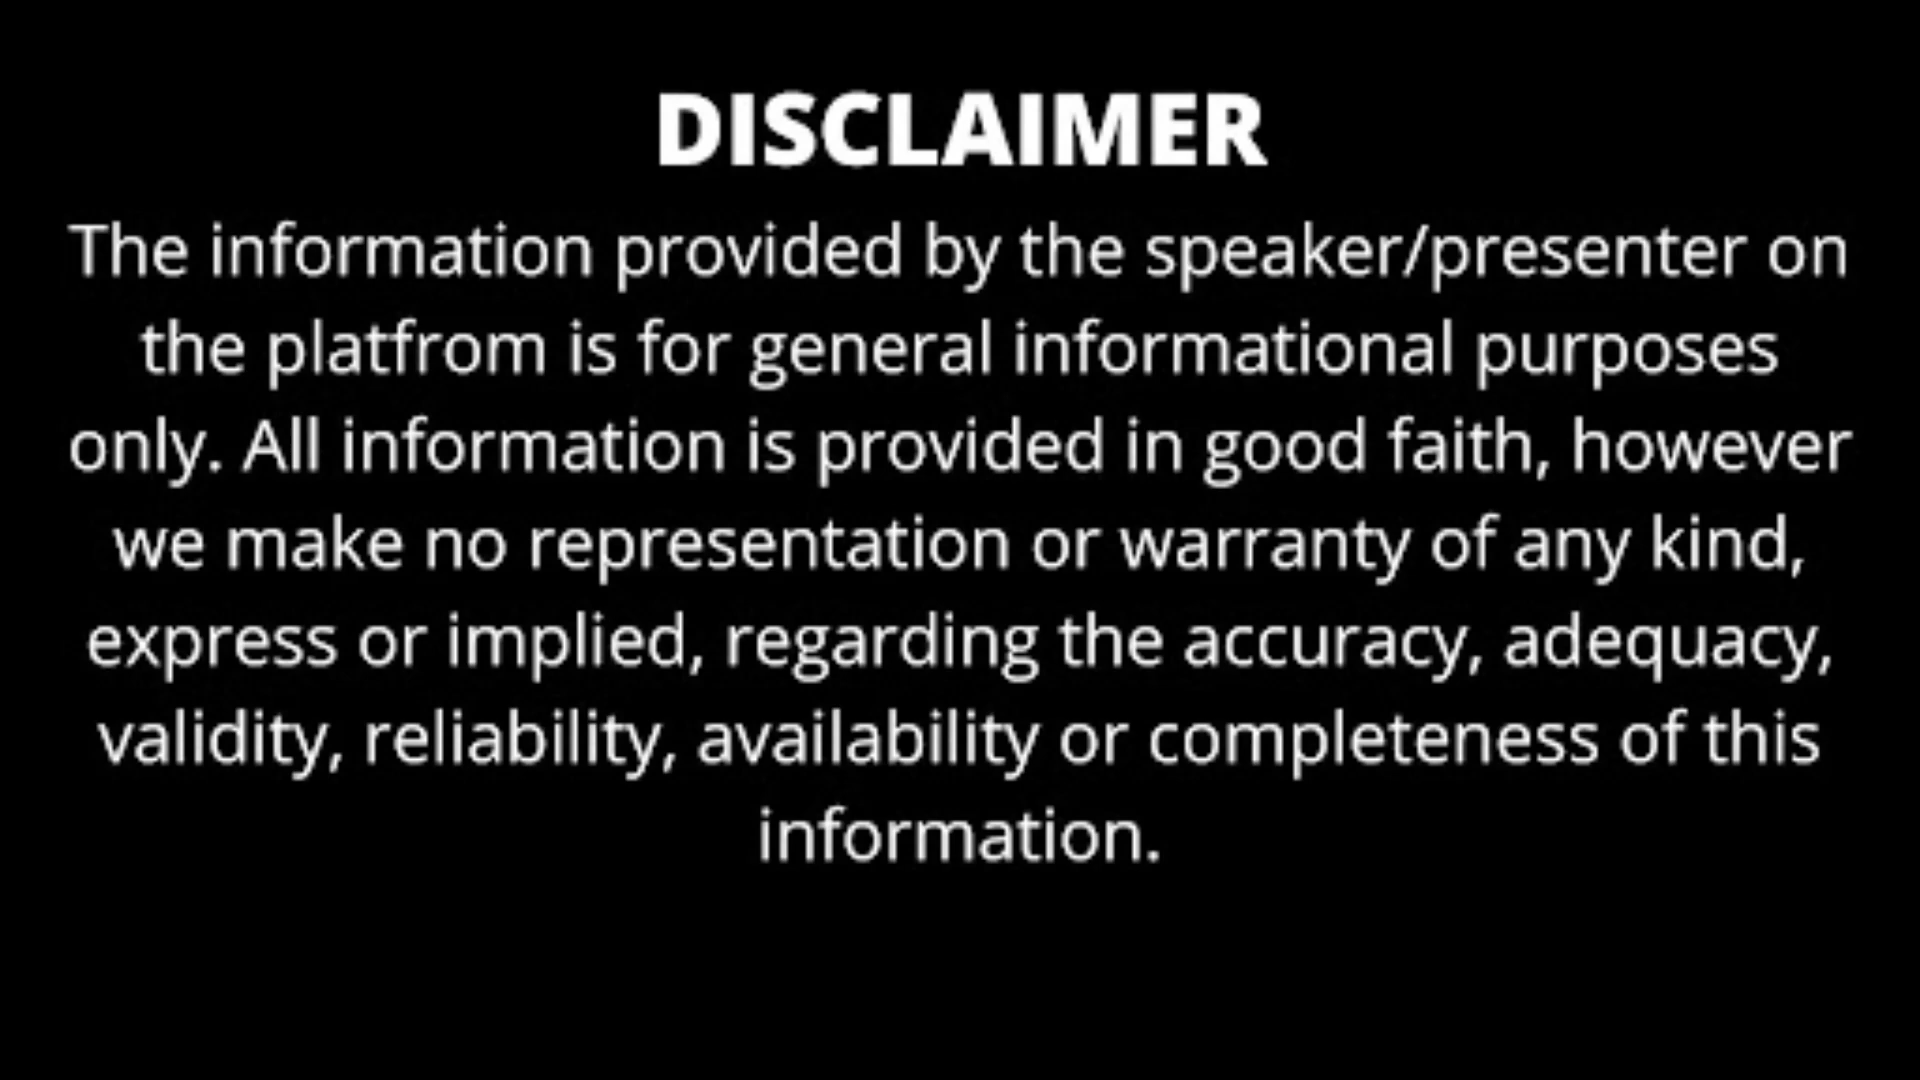 DISCLAIMER
The information provided by the speaker/presenter on
the platfrom is for general informational purposes
only. All information is provided in good faith, however
we make no representation or warranty of any kind,
express or implied, regarding the accuracy, adequacy,
validity, reliability, availability or completeness of this
information.